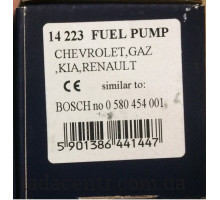 14 223 FUEL PUMP
CHEVROLET,GAZ
,KIA,RENAULT
CE similar to:
BOSCH no 0 580 454 001
5 901386 441447